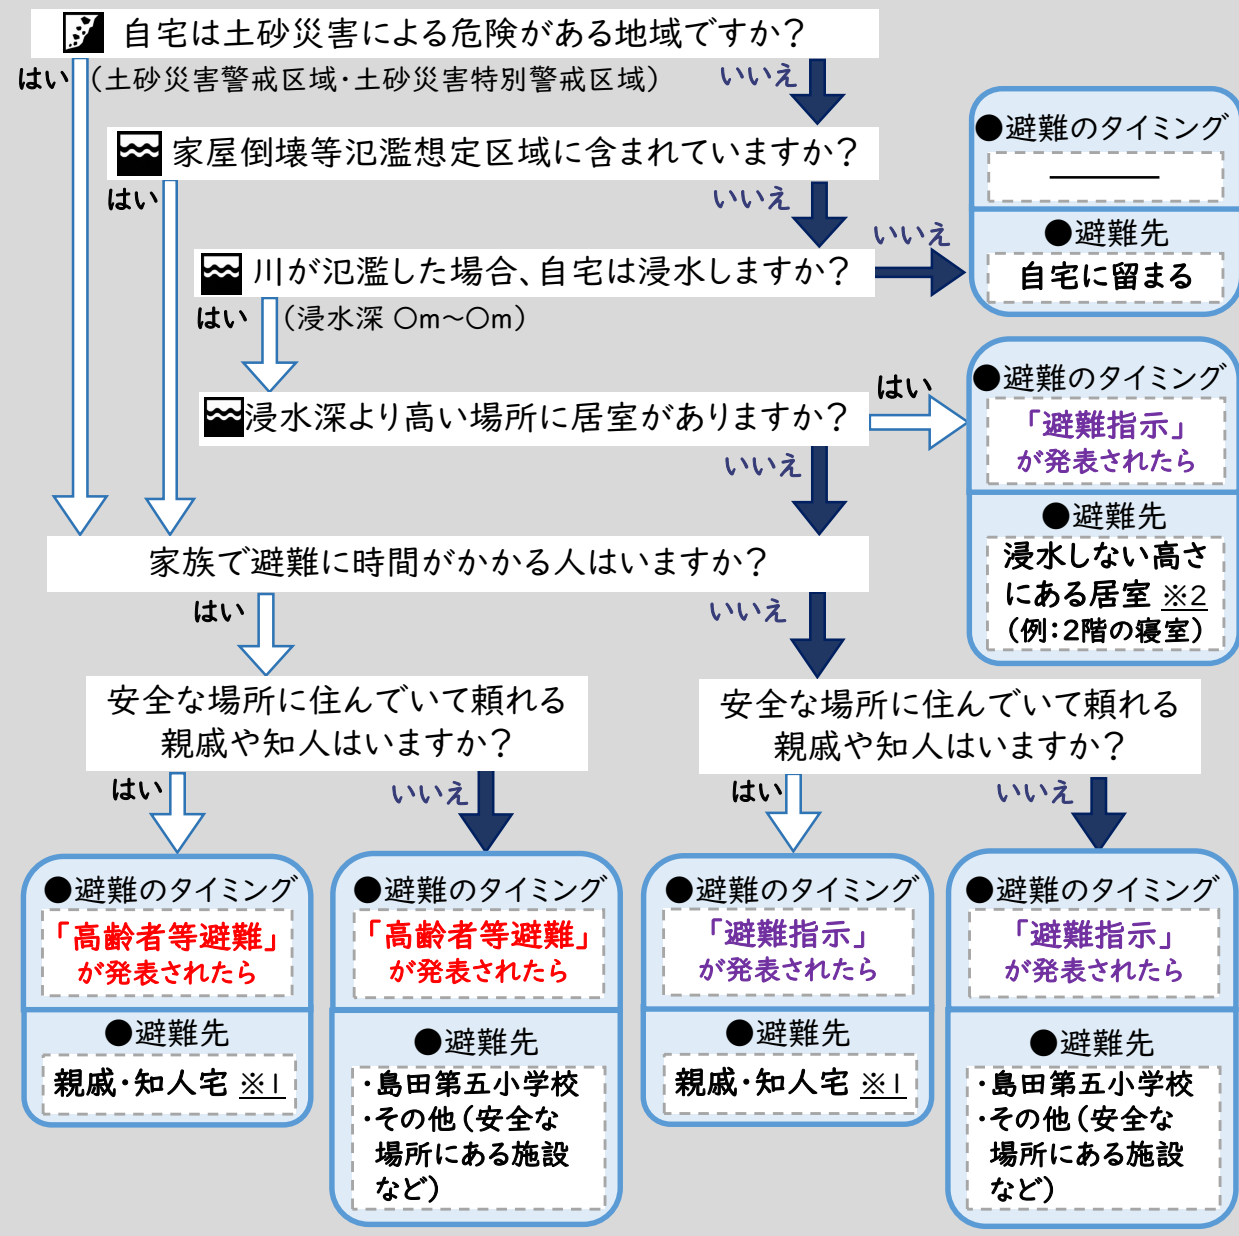 自宅は土砂災害による危険がある地域ですか？
はい
（土砂災害警戒区域・土砂災害特別警戒区域）
いいえ
家屋倒壊等氾濫想定区域に含まれていますか？
はい
いいえ
川が氾濫した場合、自宅は浸水しますか？
いいえ
はい
（浸水深 〇m～〇m）
●避難のタイミング
●避難先
自宅に留まる
浸水深より高い場所に居室がありますか？
はい
いいえ
●避難のタイミング
「避難指示」
が発表されたら
●避難先
浸水しない高さ
にある居室 ※2
（例：2階の寝室）
家族で避難に時間がかかる人はいますか？
はい
いいえ
安全な場所に住んでいて頼れる
親戚や知人はいますか？
はい
いいえ
安全な場所に住んでいて頼れる
親戚や知人はいますか？
はい
いいえ
●避難のタイミング
「高齢者等避難」
が発表されたら
●避難先
親戚・知人宅 ※1
●避難のタイミング
「高齢者等避難」
が発表されたら
●避難先
・島田第五小学校
・その他（安全な
場所にある施設
など）
●避難のタイミング
「避難指示」
が発表されたら
●避難先
親戚・知人宅 ※1
●避難のタイミング
「避難指示」
が発表されたら
●避難先
・島田第五小学校
・その他（安全な
場所にある施設
など）